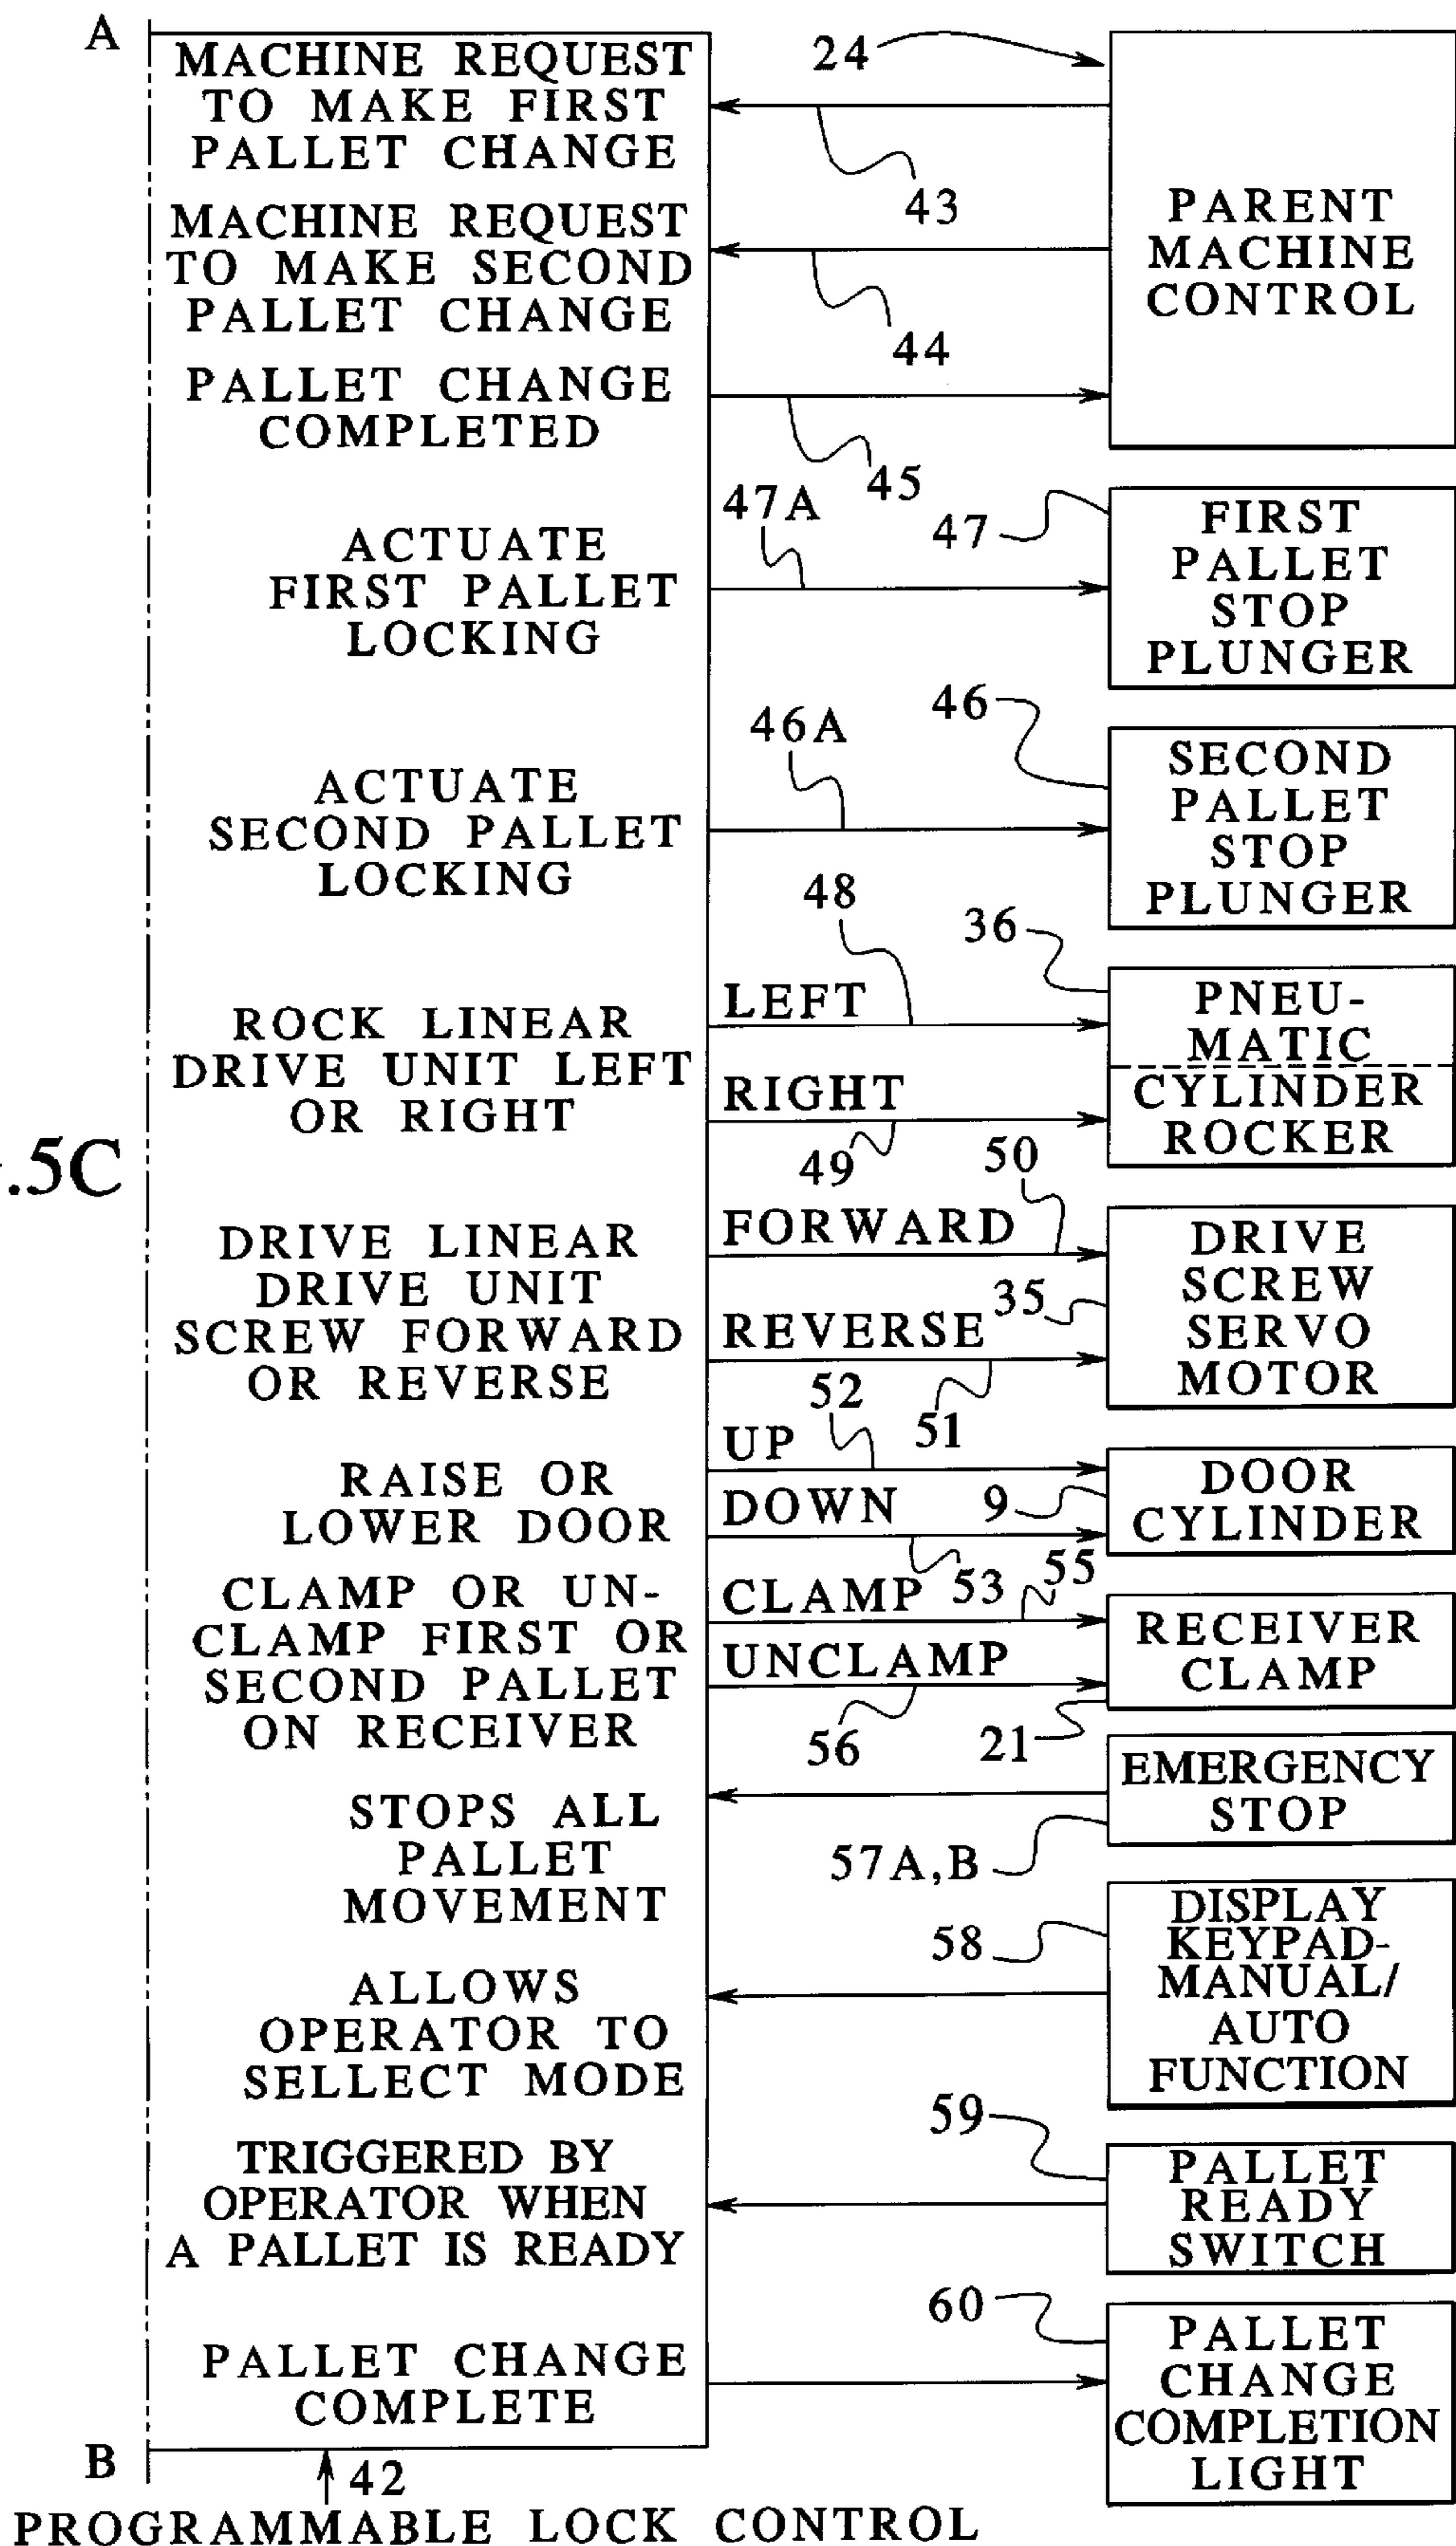 A
MACHINE REQUEST
TO MAKE FIRST
PALLET CHANGE
24
43
MACHINE REQUEST
TO MAKE SECOND
PALLET CHANGE
44
PARENT
MACHINE
CONTROL
PALLET CHANGE
COMPLETED
45
ACTUATE
FIRST PALLET
LOCKING
47A
47
FIRST
PALLET
STOP
PLUNGER
ACTUATE
SECOND PALLET
LOCKING
46A
46
SECOND
PALLET
STOP
PLUNGER
ROCK LINEAR
DRIVE UNIT LEFT
OR RIGHT
48
LEFT
RIGHT
49
36
PNEU-
MATIC
CYLINDER
ROCKER
.5C
DRIVE LINEAR
DRIVE UNIT
SCREW FORWARD
OR REVERSE
50
FORWARD
REVERSE
51
35
DRIVE
SCREW
SERVO
MOTOR
RAISE OR
LOWER DOOR
52
UP
DOWN
53
9
DOOR
CYLINDER
CLAMP OR UN-
CLAMP FIRST OR
SECOND PALLET
ON RECEIVER
CLAMP
55
UNCLAMP
56
21
RECEIVER
CLAMP
STOPS ALL
PALLET
MOVEMENT
57A,B
EMERGENCY
STOP
ALLOWS
OPERATOR TO
SELLECT MODE
58
DISPLAY
KEYPAD-
MANUAL/
AUTO
FUNCTION
TRIGGERED BY
OPERATOR WHEN
A PALLET IS READY
59
PALLET
READY
SWITCH
PALLET CHANGE
COMPLETE
60
PALLET
CHANGE
COMPLETION
LIGHT
B
42
PROGRAMMABLE LOCK CONTROL